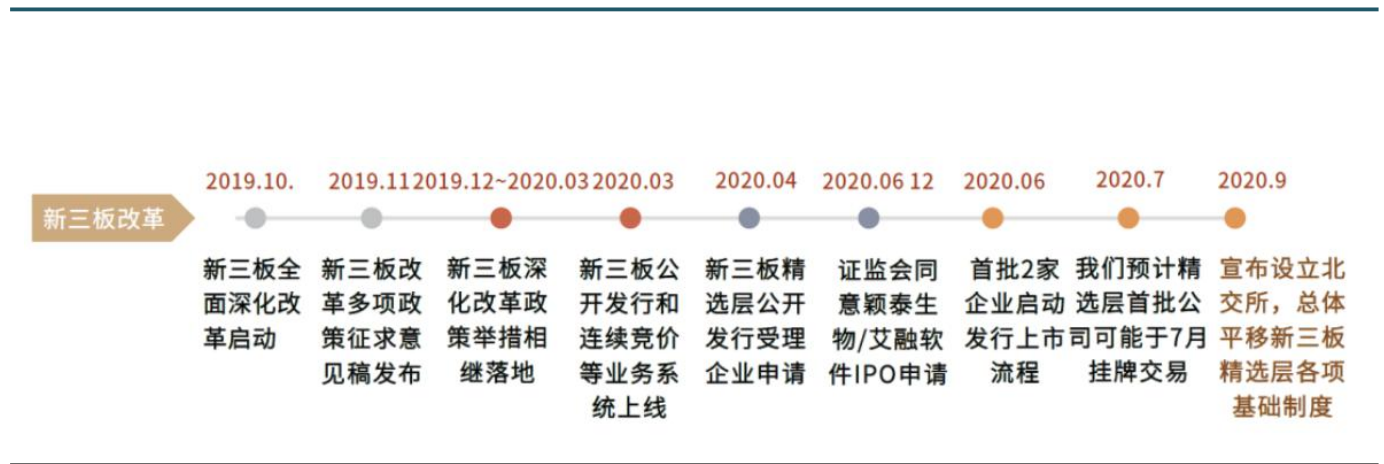 2019.10.
2019.11
2019.12~2020.03
2020.03
2020.04
2020.06 12
2020.06
2020.7
2020.9
新三板改革
新三板全
面深化改
革启动
新三板改
革多项政
策征求意
见稿发布
新三板深
化改革政
策举措相
继落地
新三板公
开发行和
连续竞价
等业务系
统上线
新三板精
选层公开
发行受理
企业申请
证监会同
意颖泰生
物/艾融软
件IPO申请
首批2家
企业启动
发行上市
流程
我们预计精
选层首批公
司可能于7月
挂牌交易
宣布设立北
交所，总体
平移新三板
精选层各项
基础制度